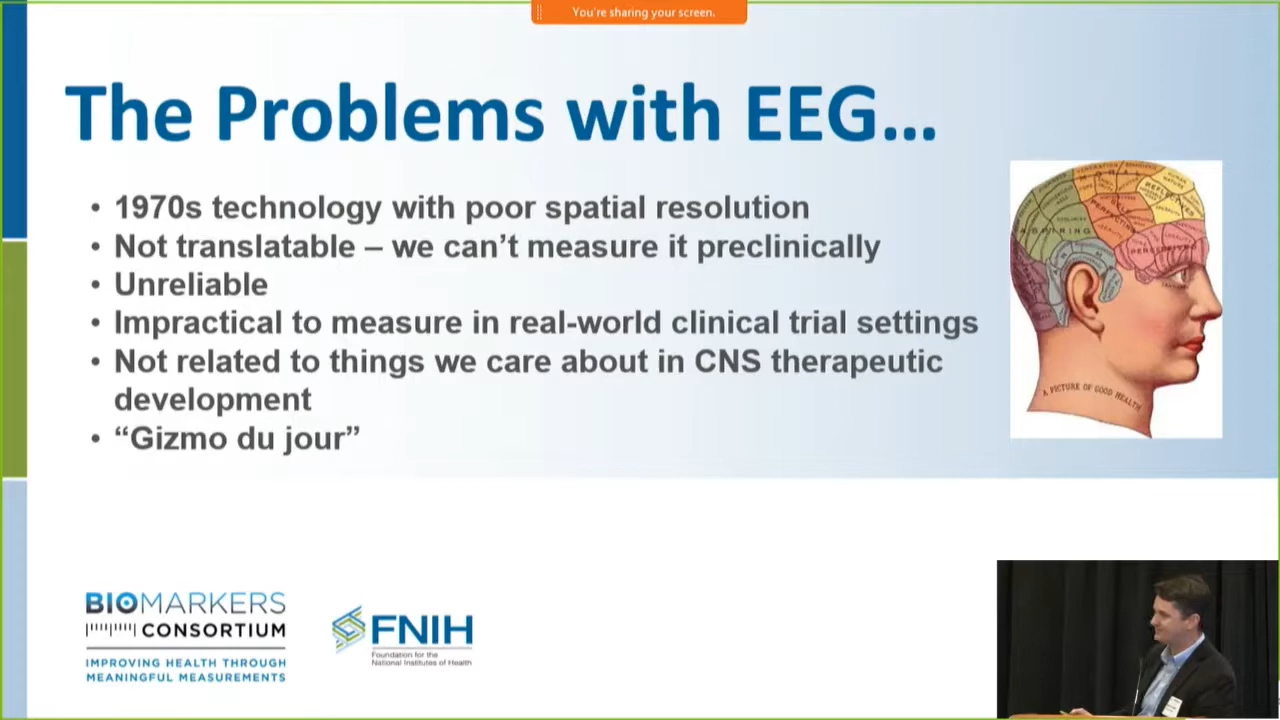 You're sharing your screen.
The Problems with EEG...
• 1970s technology with poor spatial resolution
• Not translatable – we can't measure it preclinically
• Unreliable
• Impractical to measure in real-world clinical trial settings
• Not related to things we care about in CNS therapeutic
development
• “Gizmo du jour”
A PICTURE OF GOOD HEALTH
BIOMARKERS
CONSORTIUM
IMPROVING HEALTH THROUGH
MEANINGFUL MEASUREMENTS
FNIH
Foundation for the
National Institutes of Health